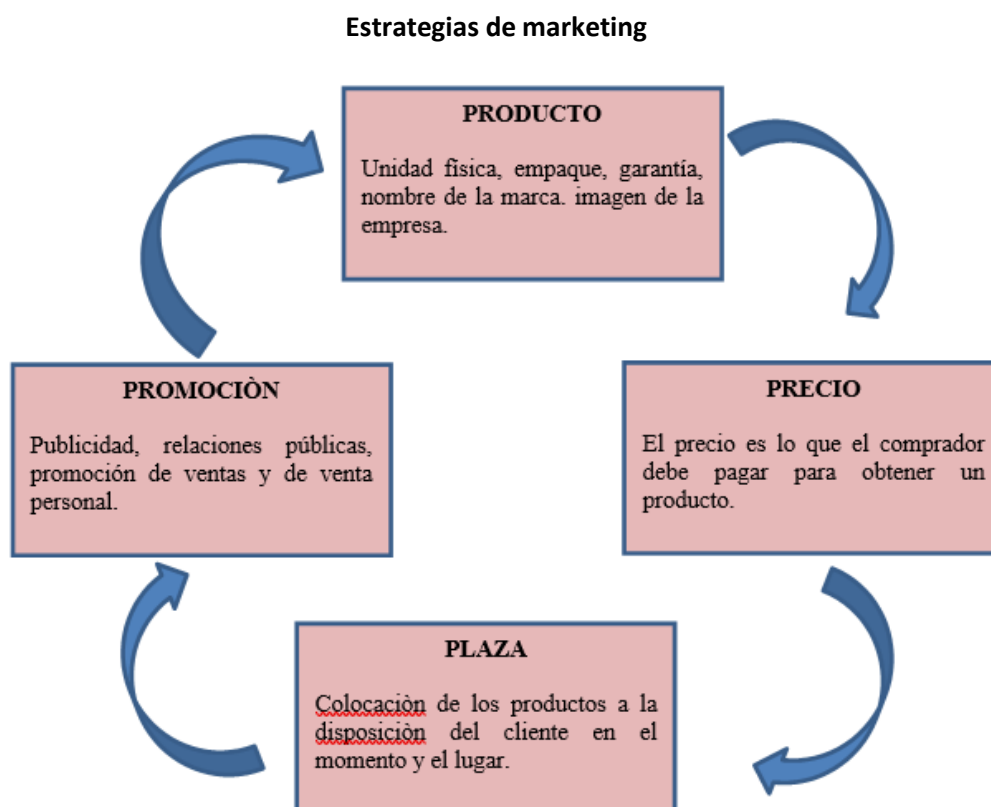 Estrategias de marketing
PRODUCTO
Unidad física, empaque, garantía,
nombre de la marca. imagen de la
empresa.
PROMOCIÒN
Publicidad, relaciones públicas,
promoción de ventas y de venta
personal.
PRECIO
El precio es lo que el comprador
debe pagar para obtener un
producto.
PLAZA
Colocaciòn de los productos a la
disposiciòn del cliente en el
momento y el lugar.